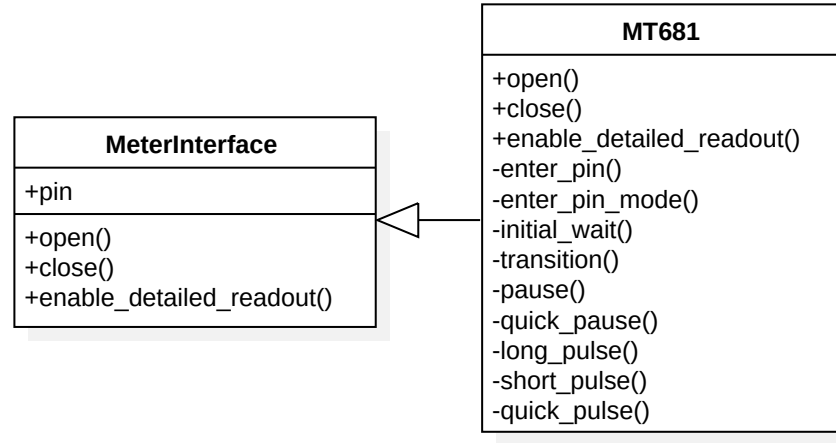 MeterInterface
+pin
+open()
+close()
+enable_detailed_readout()
MT681
+open()
+close()
+enable_detailed_readout()
-enter_pin()
-enter_pin_mode()
-initial_wait()
-transition()
-pause()
-quick_pause()
-long_pulse()
-short_pulse()
-quick_pulse()